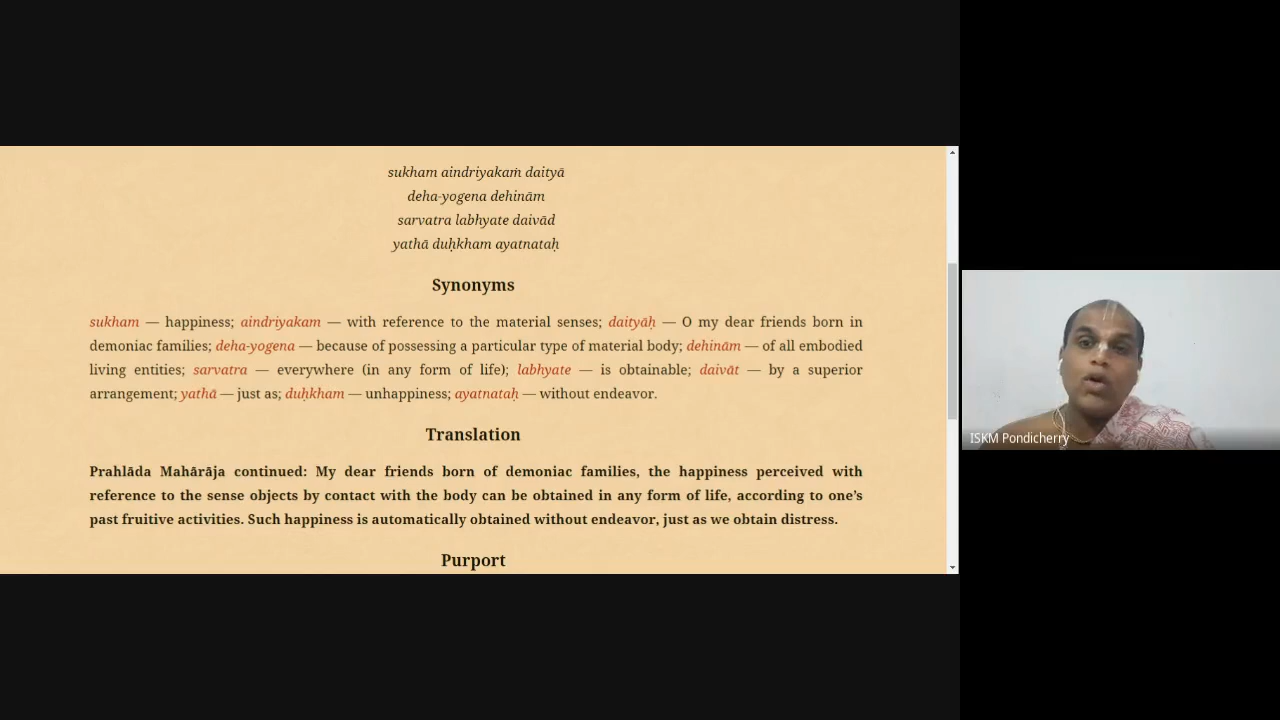 sukham aindriyakaṁ daityā
deha-yogena dehinām
sarvatra labhyate daivād
yathā duḥkham ayatnataḥ
Synonyms
sukham — happiness; aindriyakam — with reference to the material senses; daityāḥ — O my dear friends born in
demoniac families; deha-yogena — because of possessing a particular type of material body; dehinām — of all embodied
living entities; sarvatra — everywhere (in any form of life); labhyate — is obtainable; daivāt — by a superior
arrangement; yathā — just as; duḥkham — unhappiness; ayatnataḥ — without endeavor.
Translation
Prahlāda Mahārāja continued: My dear friends born of demoniac families, the happiness perceived with
reference to the sense objects by contact with the body can be obtained in any form of life, according to one’s
past fruitive activities. Such happiness is automatically obtained without endeavor, just as we obtain distress.
Purport
ISKM Pondicherry